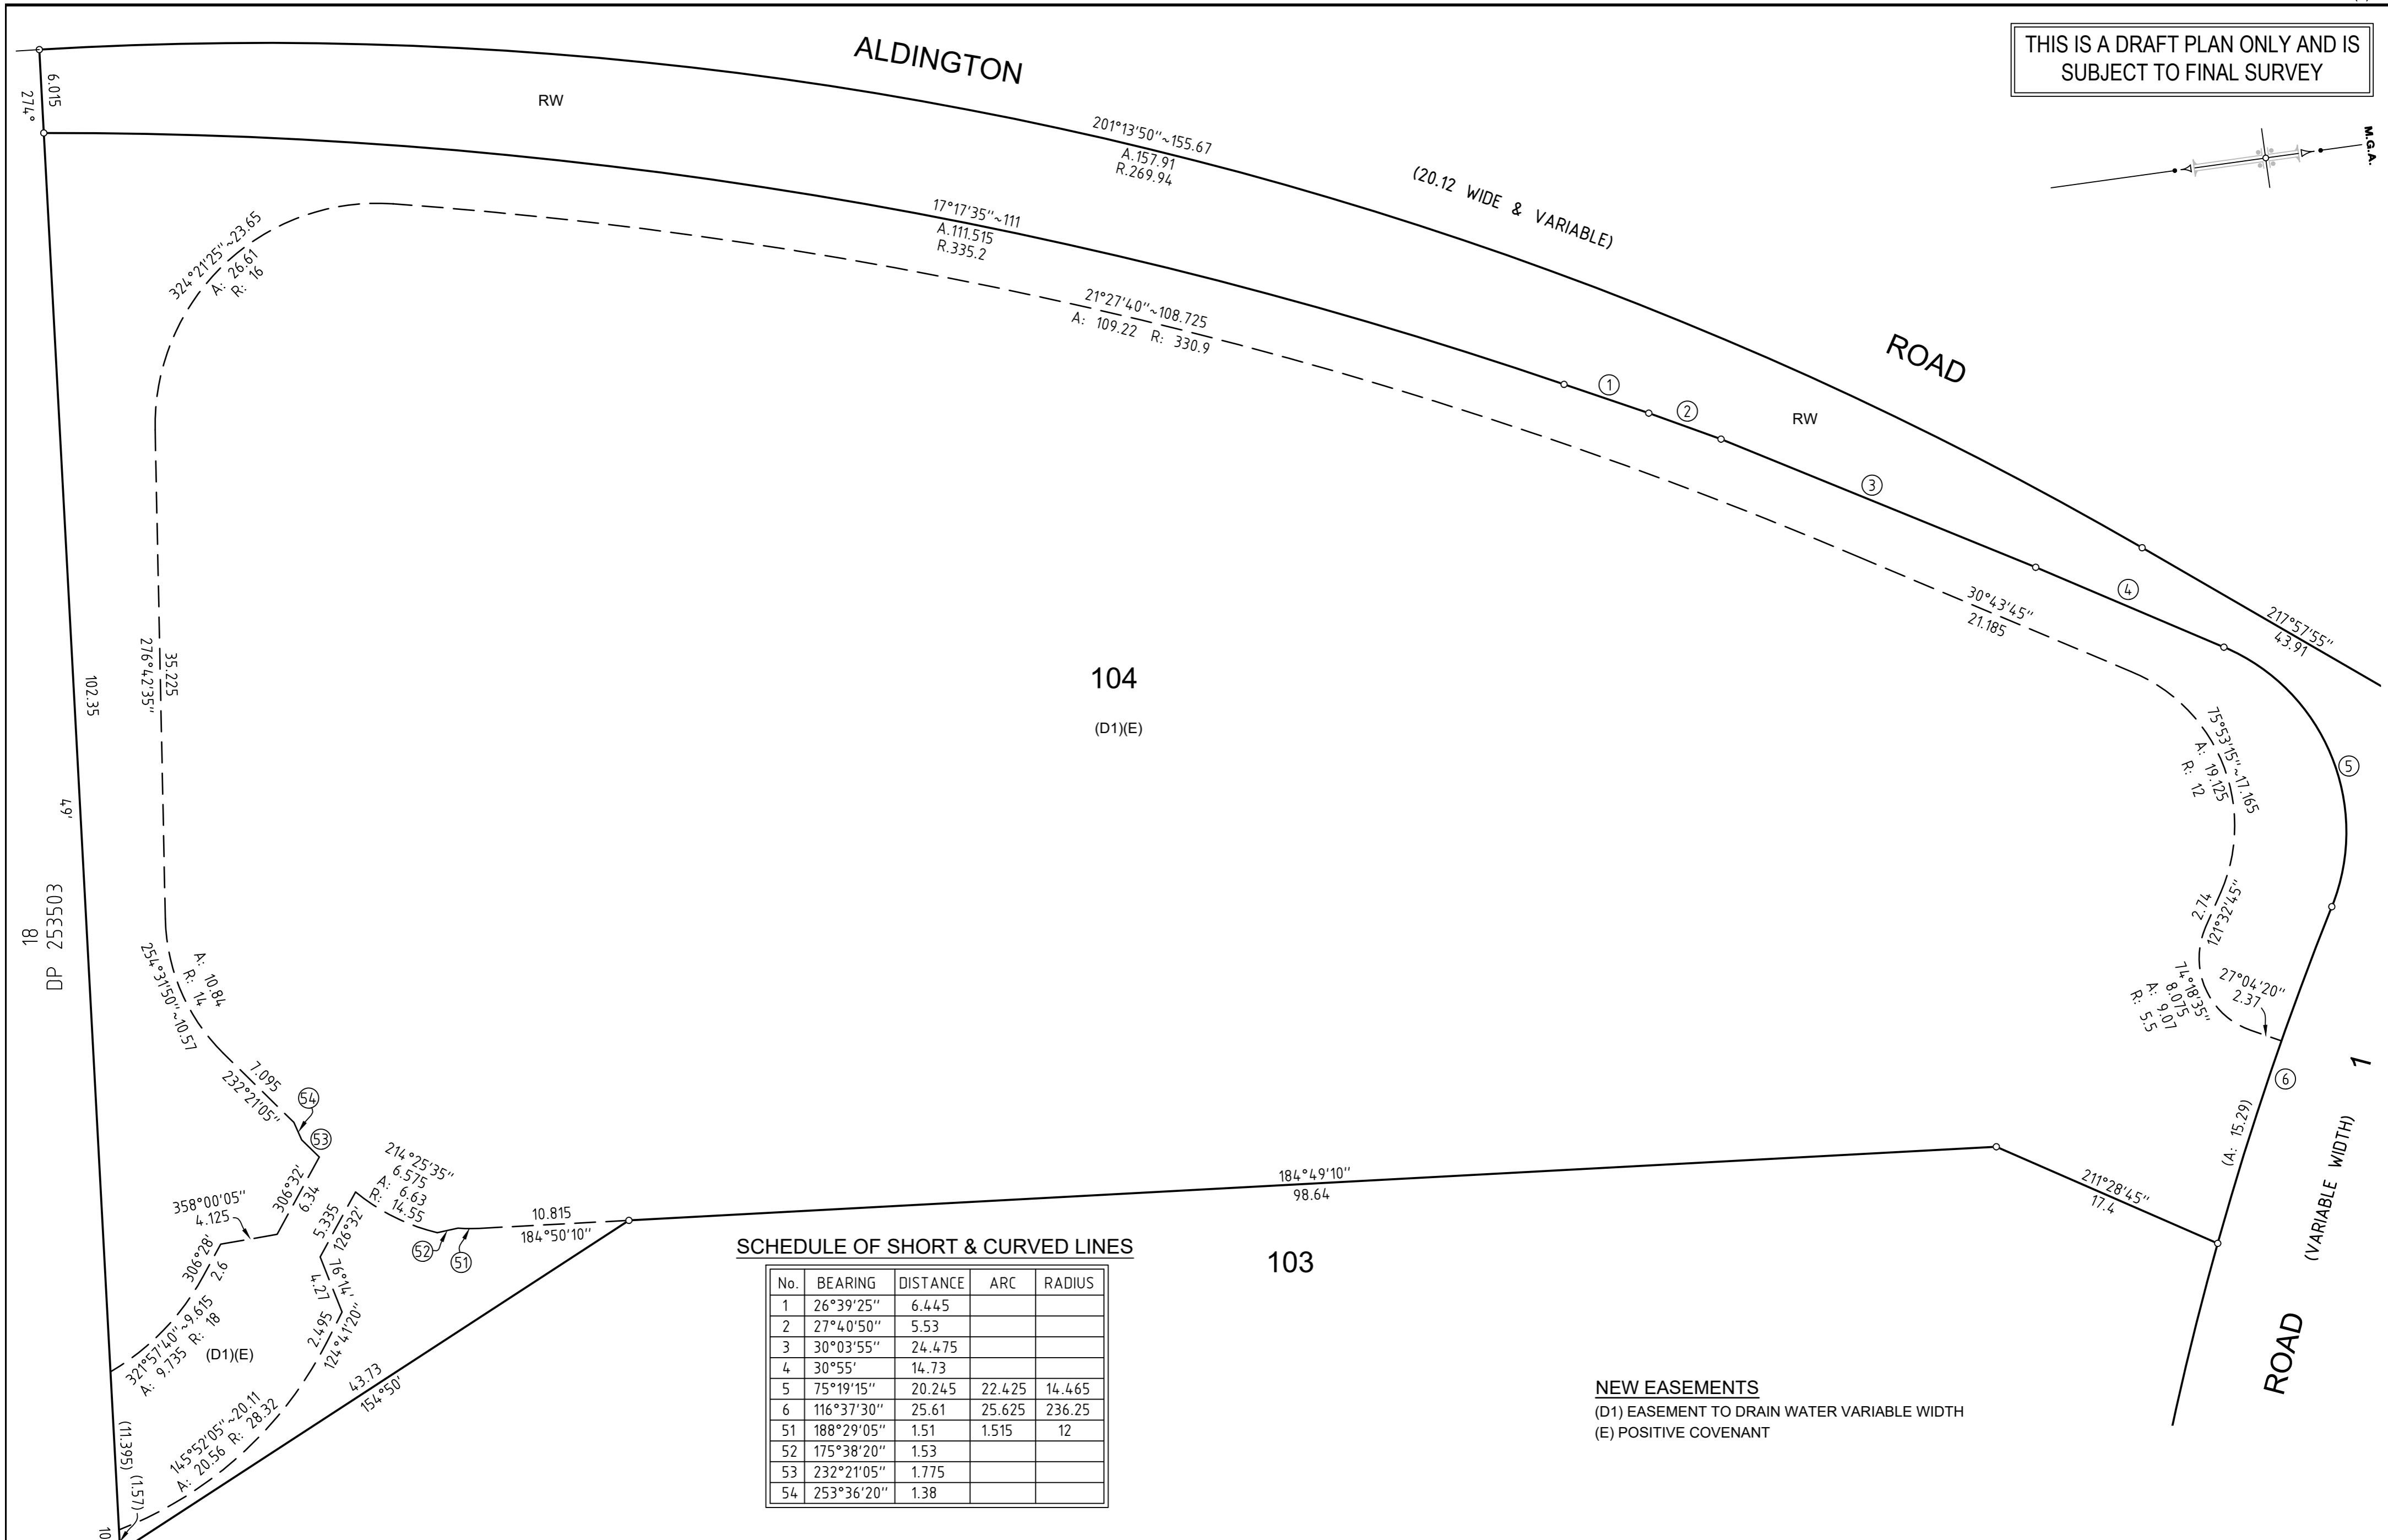 THIS IS A DRAFT PLAN ONLY AND IS
SUBJECT TO FINAL SURVEY
M.G.A.
ALDINGTON
ROAD
(20.12 WIDE & VARIABLE)
RW
RW
6.015
274°
201°13'50"~155.67
A.157.91
R.269.94
17°17'35"~111
A.111.515
R.335.2
324°21'25"~23.65
A: 26.61
R: 16
21°27'40"~108.725
A: 109.22 R: 330.9
1
2
3
4
5
6
30°43'45"
21.185
217°57'55"
43.91
75°53'15"~17.165
A: 19.125
R: 12
2.74
121°32'45"
27°04'20"
2.37
74°18'35"
8.075
A: 9.07
R: 5.5
(A: 15.29)
ROAD
(VARIABLE WIDTH)
1
104
(D1)(E)
35.225
276°42'35"
102.35
49'
18
DP 253503
A: 10.84
R: 14
254°31'50"~10.57
7.095
232°21'05"
54
53
306°32'
6.34
358°00'05"
4.125
306°28'
2.6
321°57'40"~9.615
A: 9.735 R: 18
(D1)(E)
214°25'35"
6.575
A: 6.63
R: 14.55
5.335
126°32'
76°14'
4.27
2.495
124°41'20"
52
51
10.815
184°50'10"
184°49'10"
98.64
211°28'45"
17.4
43.73
154°50'
145°52'05"~20.11
A: 20.56 R: 28.32
(11.395)
(1.57)
10
103
SCHEDULE OF SHORT & CURVED LINES
No. BEARING DISTANCE ARC RADIUS
1 26°39'25" 6.445
2 27°40'50" 5.53
3 30°03'55" 24.475
4 30°55' 14.73
5 75°19'15" 20.245 22.425 14.465
6 116°37'30" 25.61 25.625 236.25
51 188°29'05" 1.51 1.515 12
52 175°38'20" 1.53
53 232°21'05" 1.775
54 253°36'20" 1.38
NEW EASEMENTS
(D1) EASEMENT TO DRAIN WATER VARIABLE WIDTH
(E) POSITIVE COVENANT